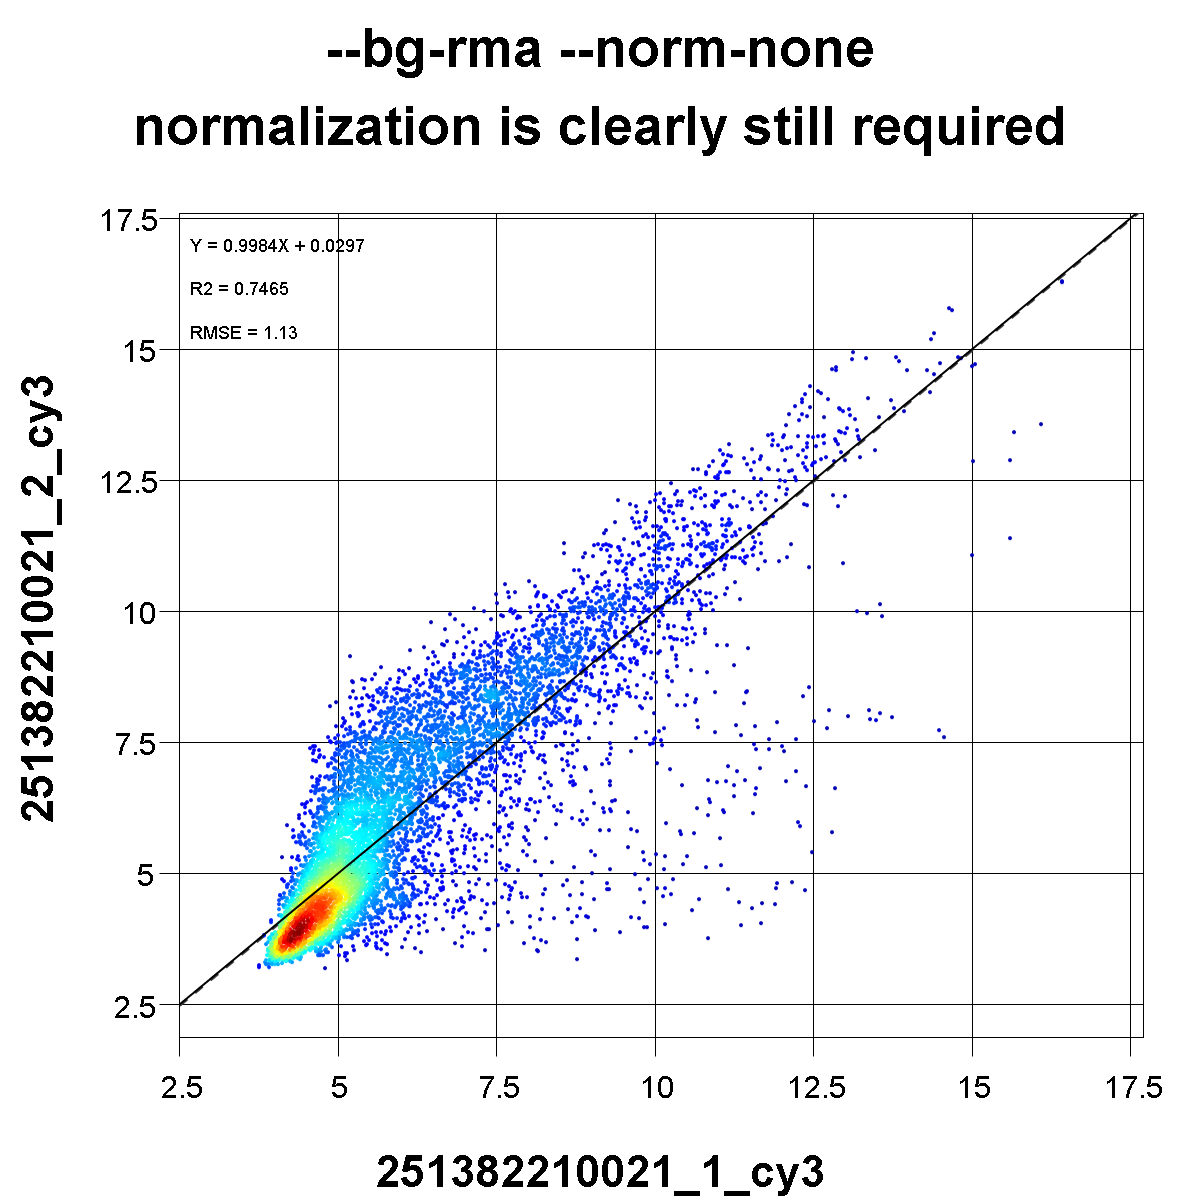 --bg-rma --norm-none
normalization is clearly still required
17.5
Y = 0.9984X + 0.0297
R2 = 0.7465
RMSE = 1.13
15
12.5
10
7.5
5
2.5
251382210021_2_cy3
2.5 5 7.5 10 12.5 15 17.5
251382210021_1_cy3